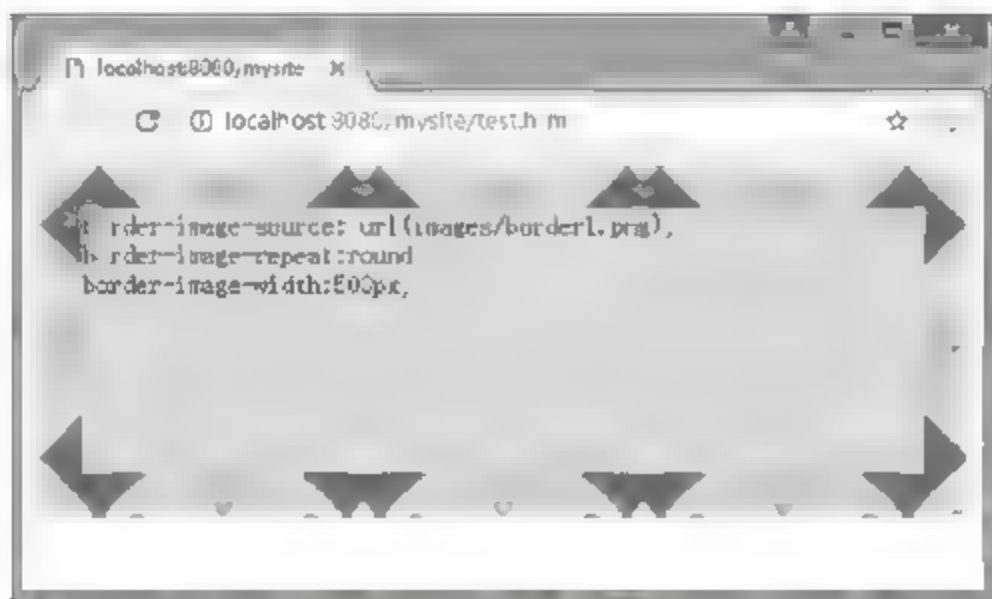 localhost:8080/mysite
localhost:8080/mysite/test.h m
rder-image-source: url(images/border1.png),
b rder-image-repeat:round
border-image-width:500px,